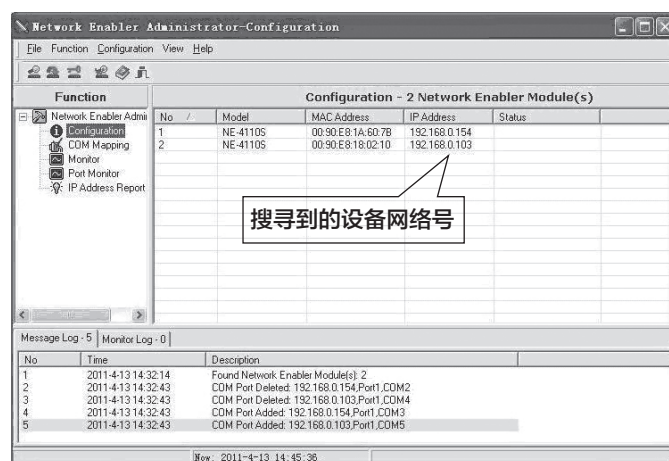 Network Enabler Administrator-Configuration
File Function Configuration View Help
Function
Configuration - 2 Network Enabler Module(s)
Network Enabler Admi
Configuration
COM Mapping
Monitor
Port Monitor
IP Address Report
No Model MAC Address IP Address Status
1 NE-4110S 00:90:E8:1A:60:7B 192.168.0.154
2 NE-4110S 00:90:E8:18:02:10 192.168.0.103
搜寻到的设备网络号
Message Log - 5 Monitor Log - 0
No Time Description
1 2011-4-13 14:32:14 Found Network Enabler Module(s): 2
2 2011-4-13 14:32:43 COM Port Deleted: 192.168.0.154,Port1,COM2
3 2011-4-13 14:32:43 COM Port Deleted: 192.168.0.103,Port1,COM4
4 2011-4-13 14:32:43 COM Port Added: 192.168.0.154,Port1,COM3
5 2011-4-13 14:32:43 COM Port Added: 192.168.0.103,Port1,COM5
Now: 2011-4-13 14:45:36